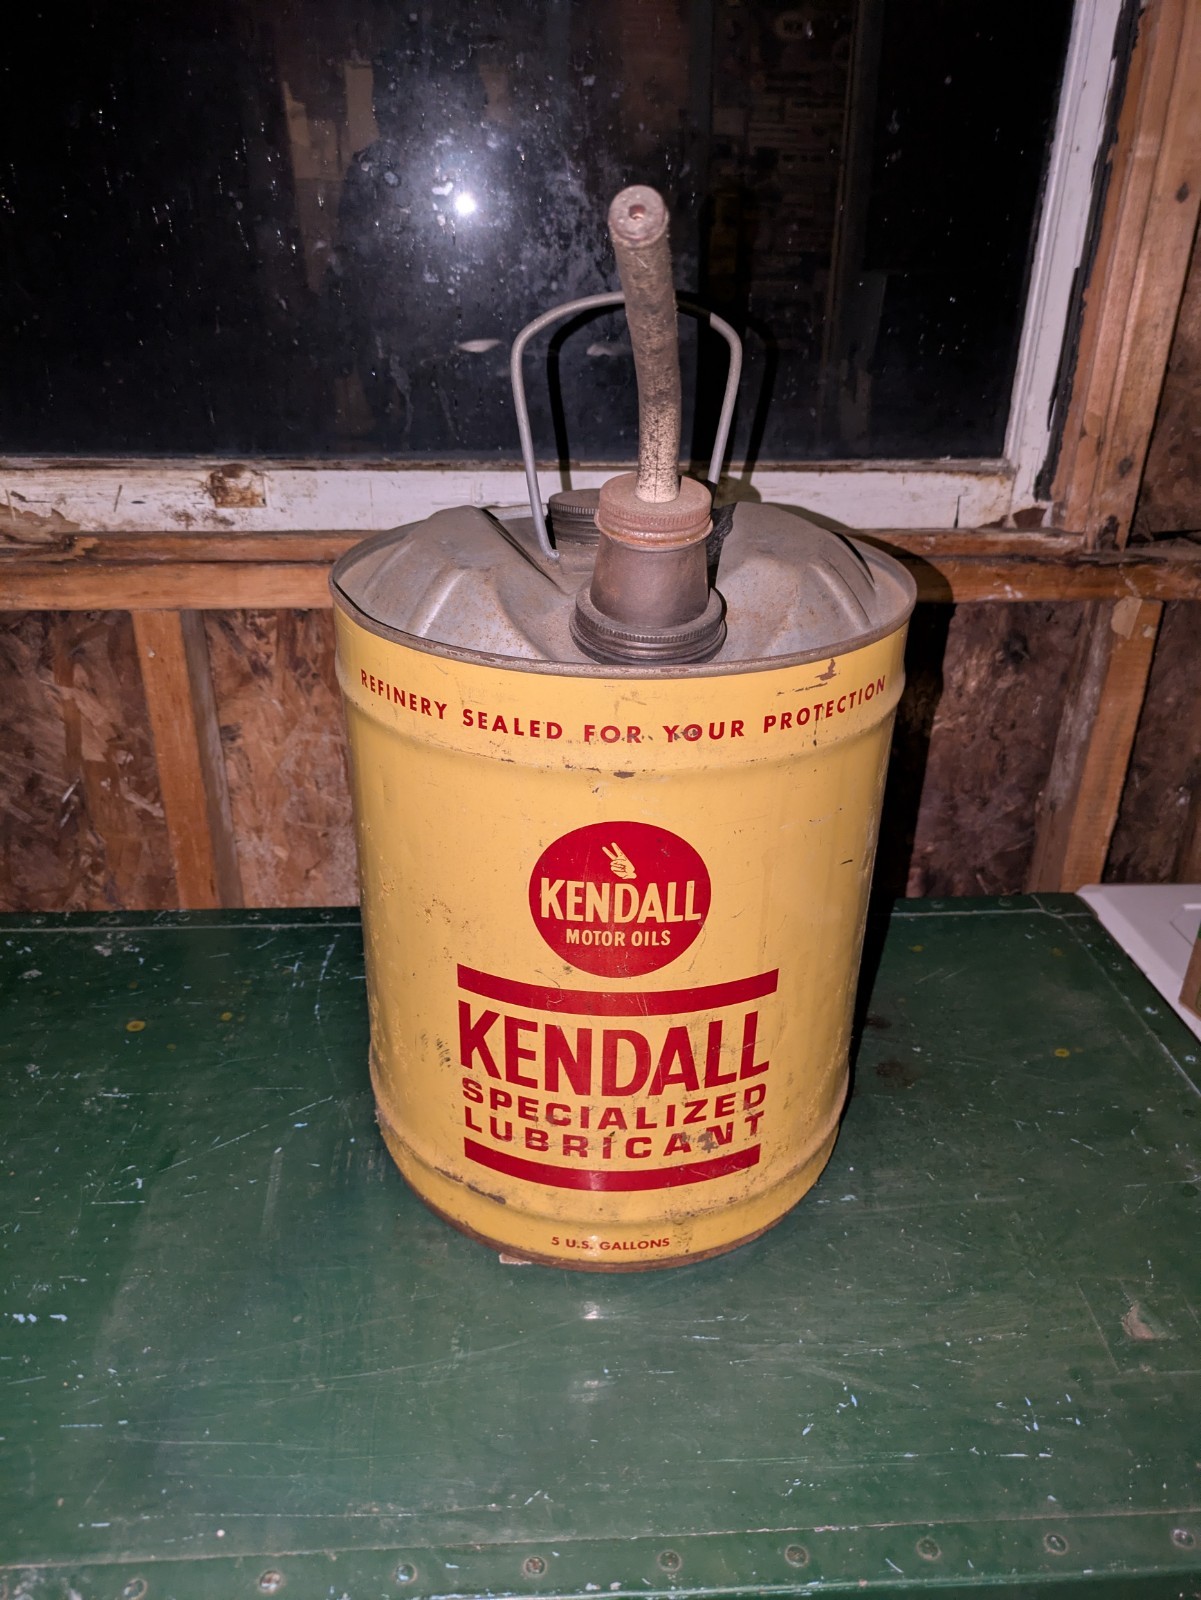 REFINERY SEALED FOR YOUR PROTECTION
KENDALL
MOTOR OILS
KENDALL
SPECIALIZED
LUBRICANT
5 U.S. GALLONS